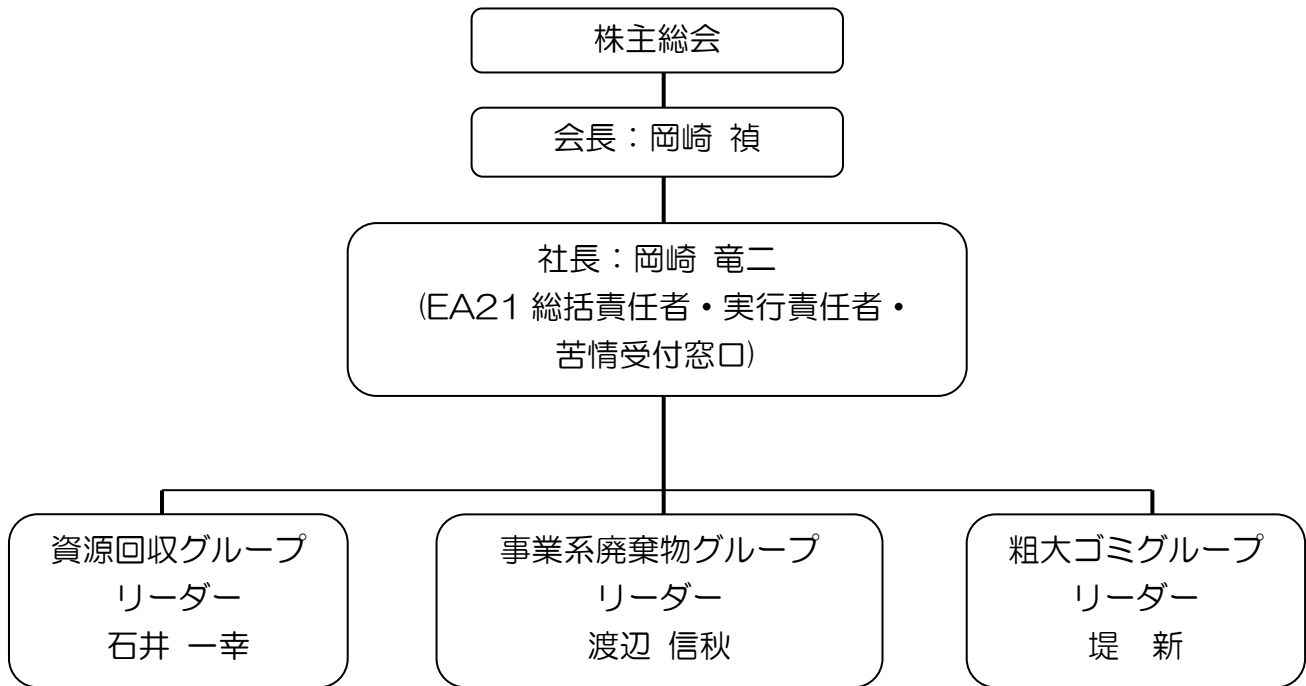 株主総会
会長：岡崎 禎
社長：岡崎 竜二
(EA21 総括責任者・実行責任者・
苦情受付窓口)
資源回収グループ
リーダー
石井 一幸
事業系廃棄物グループ
リーダー
渡辺 信秋
粗大ゴミグループ
リーダー
堤　新